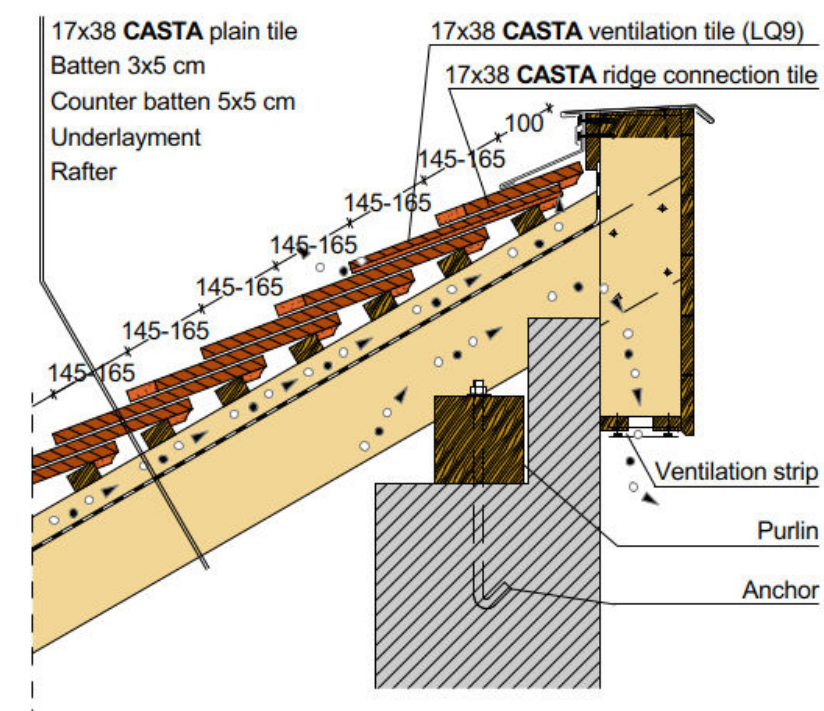 17x38 CASTA plain tile
Batten 3x5 cm
Counter batten 5x5 cm
Underlayment
Rafter
17x38 CASTA ventilation tile (LQ9)
17x38 CASTA ridge connection tile
100
145-165
145-165
145-165
145-165
145-165
145-165
Ventilation strip
Purlin
Anchor